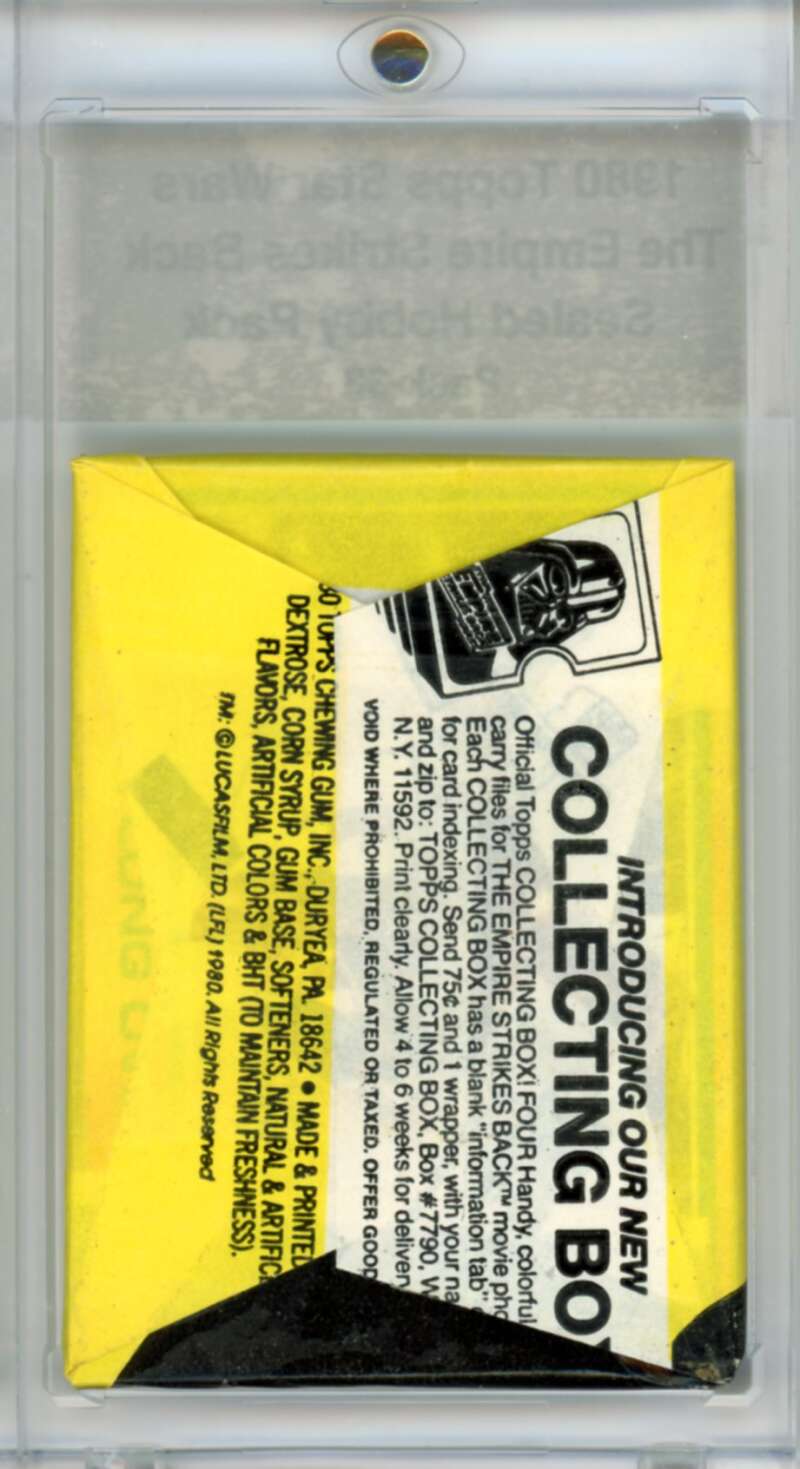 1980 Topps Star Wars
The Empire Strikes Back
Sealed Hobby Pack
INTRODUCING OUR NEW
COLLECTING BO
Official Topps COLLECTING BOX! FOUR Handy, colorful
carry files for THE EMPIRE STRIKES BACK™ movie pho
Each COLLECTING BOX has a blank "information tab"
for card indexing. Send 75¢ and 1 wrapper, with your na
and zip to: TOPPS COLLECTING BOX, Box #7790, W
N.Y. 11592. Print clearly. Allow 4 to 6 weeks for deliver
VOID WHERE PROHIBITED, REGULATED OR TAXED. OFFER GOOD
TOPPS CHEWING GUM, INC., DURYEA, PA. 18642 • MADE & PRINTED
DEXTROSE, CORN SYRUP, GUM BASE, SOFTENERS, NATURAL & ARTIFIC
FLAVORS, ARTIFICIAL COLORS & BHT (TO MAINTAIN FRESHNESS).
TM: © LUCASFILM, LTD. (LFL) 1980. All Rights Reserved